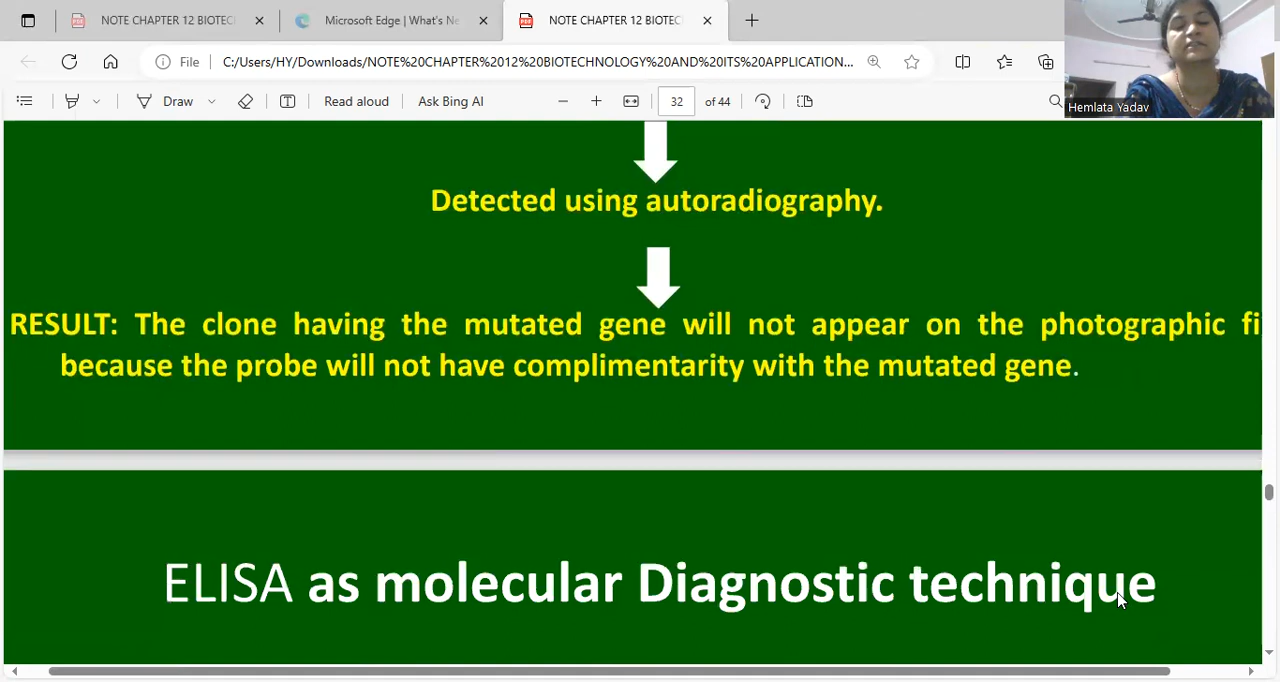 NOTE CHAPTER 12 BIOTEC
Microsoft Edge | What's Ne
NOTE CHAPTER 12 BIOTEC
File
C:/Users/HY/Downloads/NOTE%20CHAPTER%2012%20BIOTECHNOLOGY%20AND%20ITS%20APPLICATION...
Draw
Read aloud
Ask Bing AI
32 of 44
Hemlata Yadav
Detected using autoradiography.
RESULT: The clone having the mutated gene will not appear on the photographic fi
because the probe will not have complimentarity with the mutated gene.
ELISA as molecular Diagnostic technique